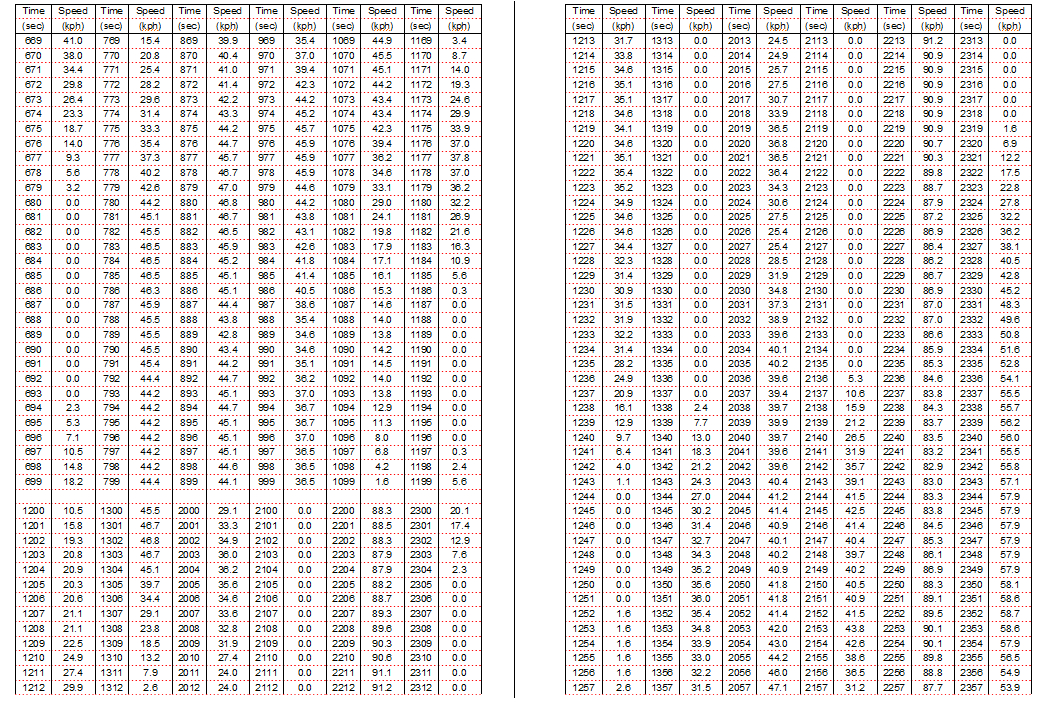 Time Speed Time Speed Time Speed Time Speed Time Speed Time Speed
(sec) (kph) (sec) (kph) (sec) (kph) (sec) (kph) (sec) (kph) (sec) (kph)
669 41.0 769 15.4 869 39.9 969 35.4 1069 44.9 1169 3.4
670 38.0 770 20.8 870 40.4 970 37.0 1070 45.5 1170 8.7
671 34.4 771 25.4 871 41.0 971 39.4 1071 45.1 1171 14.0
672 29.8 772 28.2 872 41.4 972 42.3 1072 44.2 1172 19.3
673 26.4 773 29.6 873 42.2 973 44.2 1073 43.4 1173 24.6
674 23.3 774 31.4 874 43.3 974 45.2 1074 43.4 1174 29.9
675 18.7 775 33.3 875 44.2 975 45.7 1075 42.3 1175 33.9
676 14.0 776 35.4 876 44.7 976 45.9 1076 39.4 1176 37.0
677 9.3 777 37.3 877 45.7 977 45.9 1077 36.2 1177 37.8
678 5.6 778 40.2 878 46.7 978 45.9 1078 34.6 1178 37.0
679 3.2 779 42.6 879 47.0 979 44.6 1079 33.1 1179 36.2
680 0.0 780 44.2 880 46.8 980 44.2 1080 29.0 1180 32.2
681 0.0 781 45.1 881 46.7 981 43.8 1081 24.1 1181 26.9
682 0.0 782 45.5 882 46.5 982 43.1 1082 19.8 1182 21.6
683 0.0 783 46.5 883 45.9 983 42.6 1083 17.9 1183 16.3
684 0.0 784 46.5 884 45.2 984 41.8 1084 17.1 1184 10.9
685 0.0 785 46.5 885 45.1 985 41.4 1085 16.1 1185 5.6
686 0.0 786 46.3 886 45.1 986 40.5 1086 15.3 1186 0.3
687 0.0 787 45.9 887 44.4 987 38.6 1087 14.6 1187 0.0
688 0.0 788 45.5 888 43.8 988 35.4 1088 14.0 1188 0.0
689 0.0 789 45.5 889 42.8 989 34.6 1089 13.8 1189 0.0
690 0.0 790 45.5 890 43.4 990 34.6 1090 14.2 1190 0.0
691 0.0 791 45.4 891 44.2 991 35.1 1091 14.5 1191 0.0
692 0.0 792 44.4 892 44.7 992 36.2 1092 14.0 1192 0.0
693 0.0 793 44.2 893 45.1 993 37.0 1093 13.8 1193 0.0
694 2.3 794 44.2 894 44.7 994 36.7 1094 12.9 1194 0.0
695 5.3 795 44.2 895 45.1 995 36.7 1095 11.3 1195 0.0
696 7.1 796 44.2 896 45.1 996 37.0 1096 8.0 1196 0.0
697 10.5 797 44.2 897 45.1 997 36.5 1097 6.8 1197 0.3
698 14.8 798 44.2 898 44.6 998 36.5 1098 4.2 1198 2.4
699 18.2 799 44.4 899 44.1 999 36.5 1099 1.6 1199 5.6
1200 10.5 1300 45.5 2000 29.1 2100 0.0 2200 88.3 2300 20.1
1201 15.8 1301 46.7 2001 33.3 2101 0.0 2201 88.5 2301 17.4
1202 19.3 1302 46.8 2002 34.9 2102 0.0 2202 88.3 2302 12.9
1203 20.8 1303 46.7 2003 36.0 2103 0.0 2203 87.9 2303 7.6
1204 20.9 1304 45.1 2004 36.2 2104 0.0 2204 87.9 2304 2.3
1205 20.3 1305 39.7 2005 35.6 2105 0.0 2205 88.2 2305 0.0
1206 20.6 1306 34.4 2006 34.6 2106 0.0 2206 88.7 2306 0.0
1207 21.1 1307 29.1 2007 33.6 2107 0.0 2207 89.3 2307 0.0
1208 21.1 1308 23.8 2008 32.8 2108 0.0 2208 89.6 2308 0.0
1209 22.5 1309 18.5 2009 31.9 2109 0.0 2209 90.3 2309 0.0
1210 24.9 1310 13.2 2010 27.4 2110 0.0 2210 90.6 2310 0.0
1211 27.4 1311 7.9 2011 24.0 2111 0.0 2211 91.1 2311 0.0
1212 29.9 1312 2.6 2012 24.0 2112 0.0 2212 91.2 2312 0.0
Time Speed Time Speed Time Speed Time Speed Time Speed Time Speed
(sec) (kph) (sec) (kph) (sec) (kph) (sec) (kph) (sec) (kph) (sec) (kph)
1213 31.7 1313 0.0 2013 24.5 2113 0.0 2213 91.2 2313 0.0
1214 33.8 1314 0.0 2014 24.9 2114 0.0 2214 90.9 2314 0.0
1215 34.6 1315 0.0 2015 25.7 2115 0.0 2215 90.9 2315 0.0
1216 35.1 1316 0.0 2016 27.5 2116 0.0 2216 90.9 2316 0.0
1217 35.1 1317 0.0 2017 30.7 2117 0.0 2217 90.9 2317 0.0
1218 34.6 1318 0.0 2018 33.9 2118 0.0 2218 90.9 2318 0.0
1219 34.1 1319 0.0 2019 36.5 2119 0.0 2219 90.9 2319 1.6
1220 34.6 1320 0.0 2020 36.8 2120 0.0 2220 90.7 2320 6.9
1221 35.1 1321 0.0 2021 36.5 2121 0.0 2221 90.3 2321 12.2
1222 35.4 1322 0.0 2022 36.4 2122 0.0 2222 89.8 2322 17.5
1223 35.2 1323 0.0 2023 34.3 2123 0.0 2223 88.7 2323 22.8
1224 34.9 1324 0.0 2024 30.6 2124 0.0 2224 87.9 2324 27.8
1225 34.6 1325 0.0 2025 27.5 2125 0.0 2225 87.2 2325 32.2
1226 34.6 1326 0.0 2026 25.4 2126 0.0 2226 86.9 2326 36.2
1227 34.4 1327 0.0 2027 25.4 2127 0.0 2227 86.4 2327 38.1
1228 32.3 1328 0.0 2028 28.5 2128 0.0 2228 86.2 2328 40.5
1229 31.4 1329 0.0 2029 31.9 2129 0.0 2229 86.7 2329 42.8
1230 30.9 1330 0.0 2030 34.8 2130 0.0 2230 86.9 2330 45.2
1231 31.5 1331 0.0 2031 37.3 2131 0.0 2231 87.0 2331 48.3
1232 31.9 1332 0.0 2032 38.9 2132 0.0 2232 87.0 2332 49.6
1233 32.2 1333 0.0 2033 39.6 2133 0.0 2233 86.6 2333 50.8
1234 31.4 1334 0.0 2034 40.1 2134 0.0 2234 85.9 2334 51.6
1235 28.2 1335 0.0 2035 40.2 2135 0.0 2235 85.3 2335 52.8
1236 24.9 1336 0.0 2036 39.6 2136 5.3 2236 84.6 2336 54.1
1237 20.9 1337 0.0 2037 39.4 2137 10.6 2237 83.8 2337 55.5
1238 16.1 1338 2.4 2038 39.7 2138 15.9 2238 84.3 2338 55.7
1239 12.9 1339 7.7 2039 39.9 2139 21.2 2239 83.7 2339 56.2
1240 9.7 1340 13.0 2040 39.7 2140 26.5 2240 83.5 2340 56.0
1241 6.4 1341 18.3 2041 39.6 2141 31.9 2241 83.2 2341 55.5
1242 4.0 1342 21.2 2042 39.6 2142 35.7 2242 82.9 2342 55.8
1243 1.1 1343 24.3 2043 40.4 2143 39.1 2243 83.0 2343 57.1
1244 0.0 1344 27.0 2044 41.2 2144 41.5 2244 83.3 2344 57.9
1245 0.0 1345 30.2 2045 41.4 2145 42.5 2245 83.8 2345 57.9
1246 0.0 1346 31.4 2046 40.9 2146 41.4 2246 84.5 2346 57.9
1247 0.0 1347 32.7 2047 40.1 2147 40.4 2247 85.3 2347 57.9
1248 0.0 1348 34.3 2048 40.2 2148 39.7 2248 86.1 2348 57.9
1249 0.0 1349 35.2 2049 40.9 2149 40.2 2249 86.9 2349 57.9
1250 0.0 1350 35.6 2050 41.8 2150 40.5 2250 88.3 2350 58.1
1251 0.0 1351 36.0 2051 41.8 2151 40.9 2251 89.1 2351 58.6
1252 1.6 1352 35.4 2052 41.4 2152 41.5 2252 89.5 2352 58.7
1253 1.6 1353 34.8 2053 42.0 2153 43.8 2253 90.1 2353 58.6
1254 1.6 1354 33.9 2054 43.0 2154 42.6 2254 90.1 2354 57.9
1255 1.6 1355 33.0 2055 44.2 2155 38.6 2255 89.8 2355 56.5
1256 1.6 1356 32.2 2056 46.0 2156 36.5 2256 88.8 2356 54.9
1257 2.6 1357 31.5 2057 47.1 2157 31.2 2257 87.7 2357 53.9